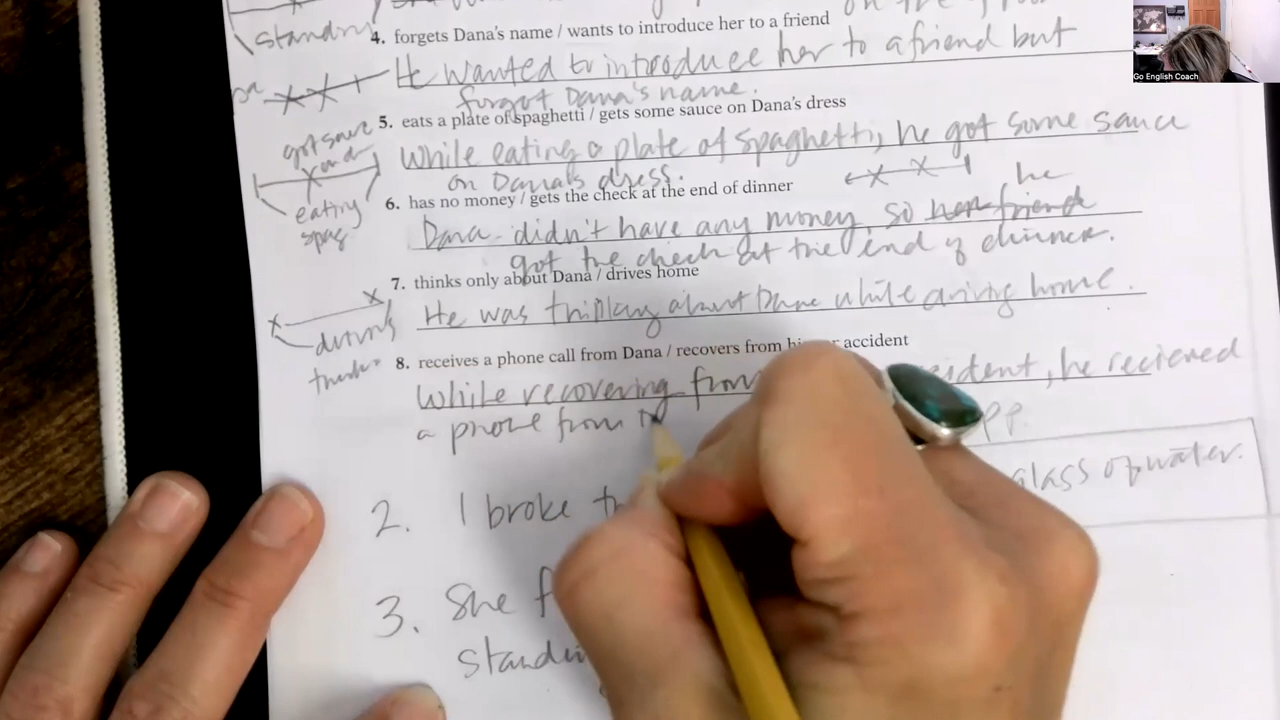 standing
4. forgets Dana's name / wants to introduce her to a friend
He wanted to introduce her to a friend but
forgot Dana's name.
5. eats a plate of spaghetti / gets some sauce on Dana's dress
got sauce
While eating a plate of spaghetti, he got some sauce
on Dana's dress.
eating
spag
6. has no money / gets the check at the end of dinner
he
Dana didn't have any money so her friend
got the check at the end of dinner.
7. thinks only about Dana / drives home
He was thinking about Dana while driving home.
driving
8. receives a phone call from Dana / recovers from accident
While recovering from , he recieved
a phone from
glass of water.
2. I broke
3. She
Go English Coach